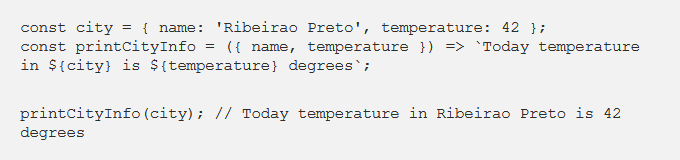 const city = { name: 'Ribeirao Preto', temperature: 42 };
const printCityInfo = ({ name, temperature }) => `Today temperature
in ${city} is ${temperature} degrees`;
printCityInfo(city); // Today temperature in Ribeirao Preto is 42
degrees